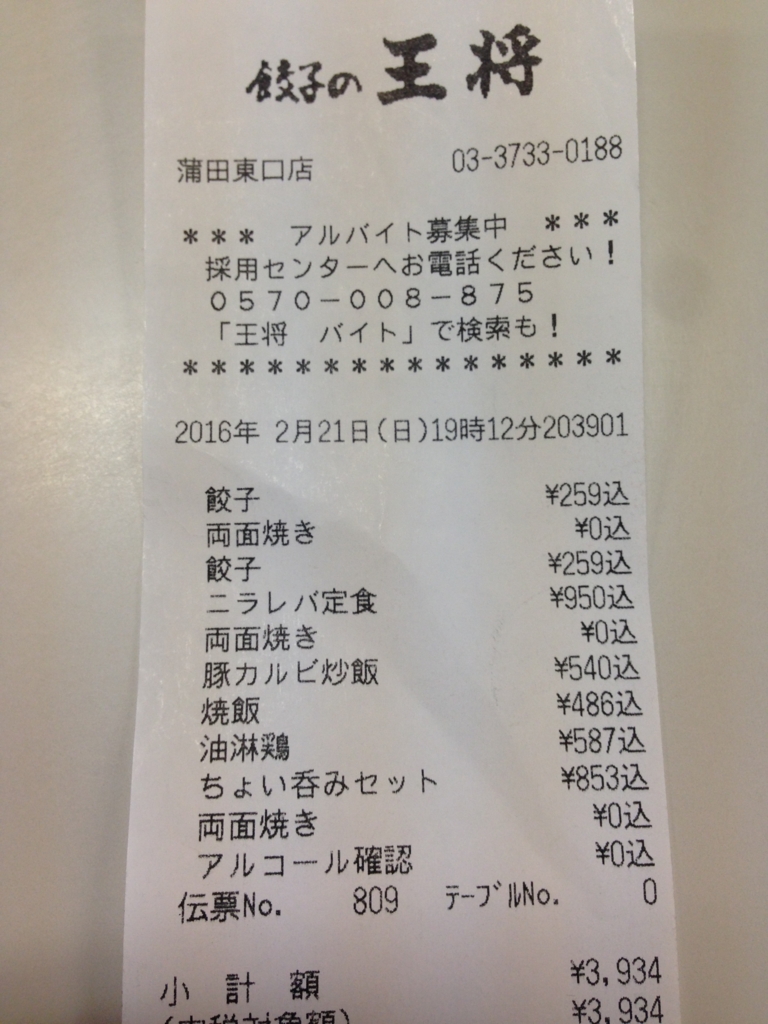 餃子の王将
蒲田東口店 03-3733-0188
*** アルバイト募集中 ***
採用センターへお電話ください!
0570-008-875
「王将 バイト」で検索も!
****************
2016年 2月21日(日)19時12分203901
餃子 ¥259込
両面焼き ¥0込
餃子 ¥259込
ニラレバ定食 ¥950込
両面焼き ¥0込
豚カルビ炒飯 ¥540込
焼飯 ¥486込
油淋鶏 ¥587込
ちょい呑みセット ¥853込
両面焼き ¥0込
アルコール確認 ¥0込
伝票No. 809 テーブルNo. 0
小 計 額 ¥3,934
(内税対象額) ¥3,934